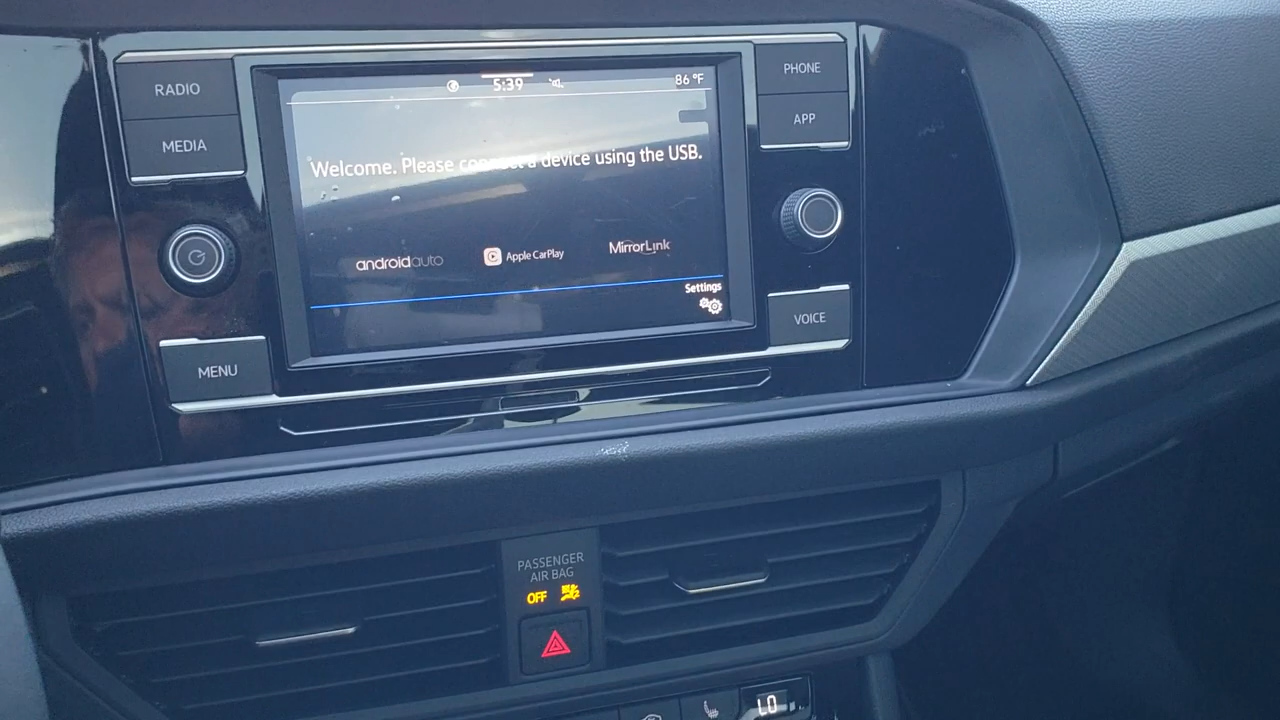 RADIO
MEDIA
MENU
5:39
86 °F
Welcome. Please connect a device using the USB.
androidauto
Apple CarPlay
MirrorLink
Settings
PHONE
APP
VOICE
PASSENGER
AIR BAG
OFF
LO